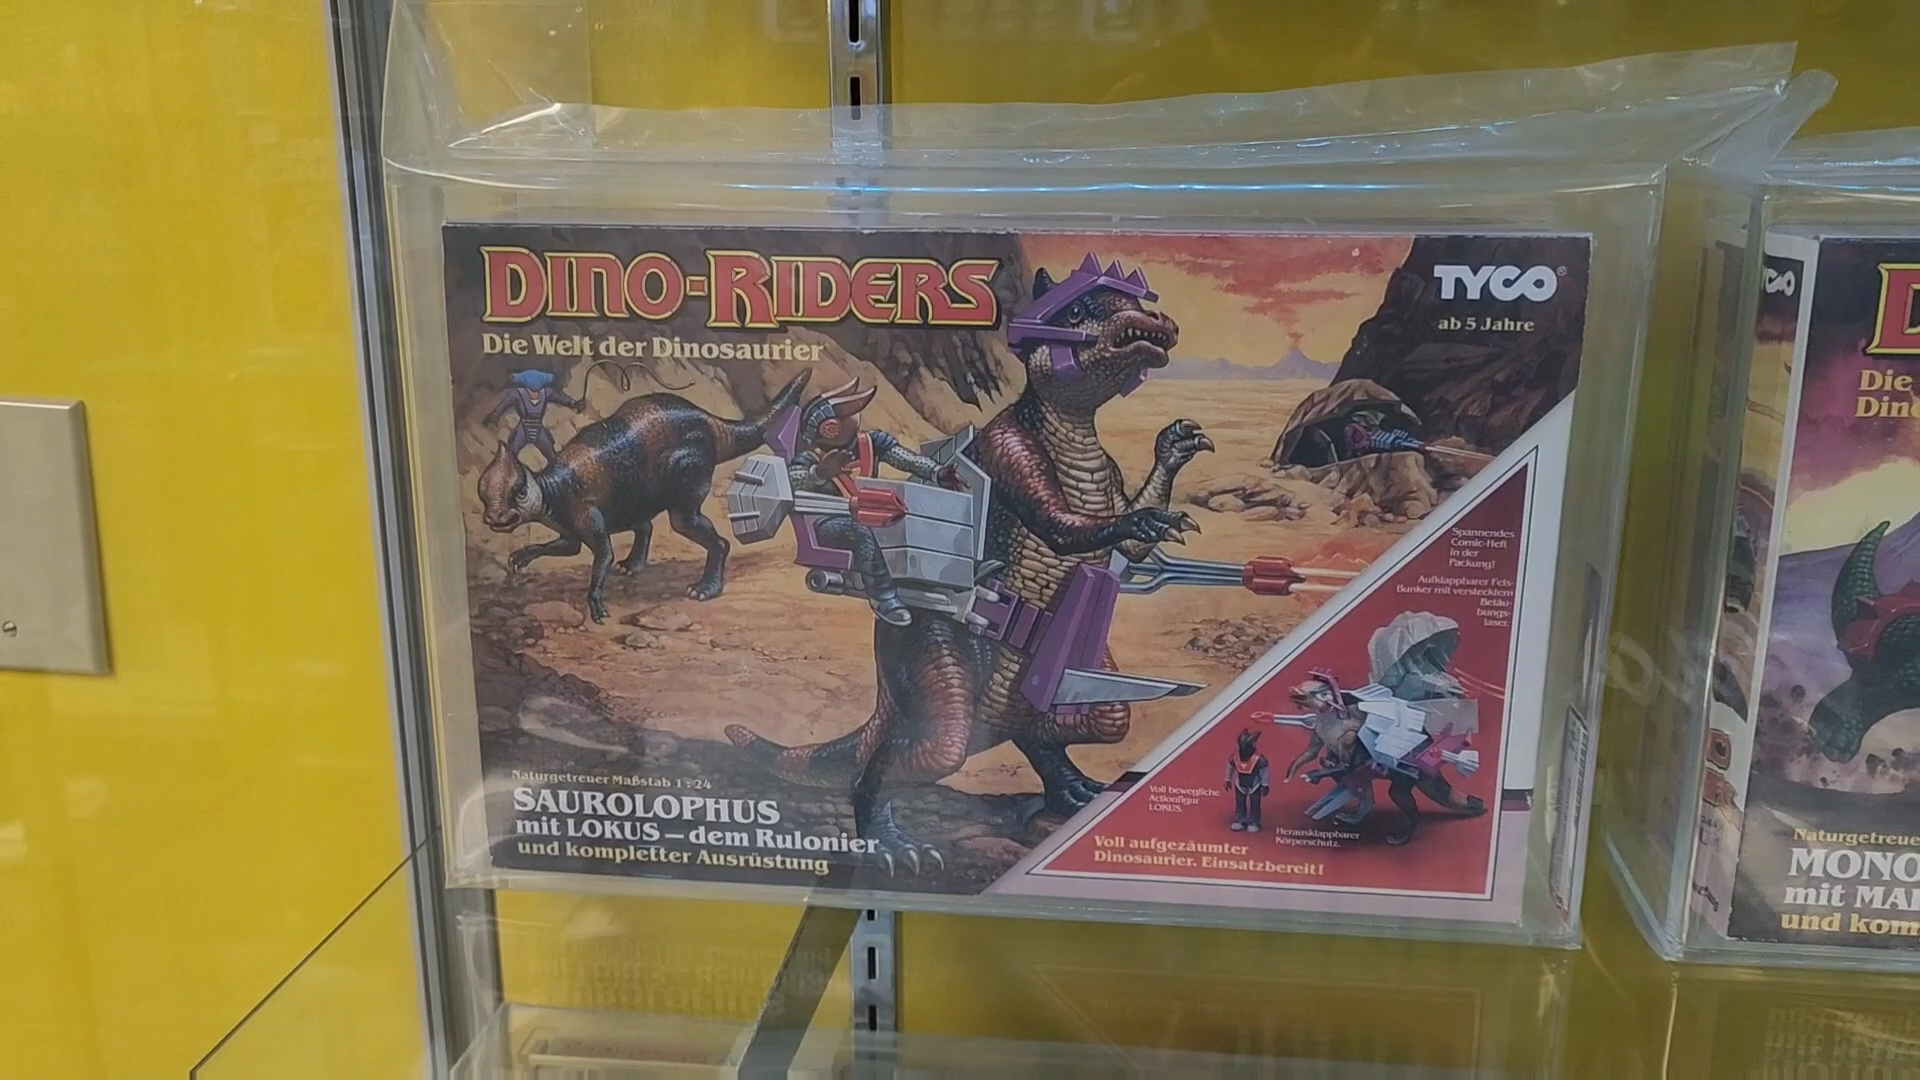 DINO-RIDERS
Die Welt der Dinosaurier
TYCO®
ab 5 Jahre
Spannendes
Comic-Heft
in der
Packung!
Aufklappbarer Fels-
Bunker mit verstecktem
Betäu-
bungs-
laser.
Voll bewegliche
Actionfigur
LOKUS.
Herausklappbarer
Körperschutz.
Voll aufgezäumter
Dinosaurier. Einsatzbereit!
Naturgetreuer Maßstab 1:24
SAUROLOPHUS
mit LOKUS – dem Rulonier
und kompletter Ausrüstung
D
Die
Dino
Naturgetreue
MONO
mit MA
und kom